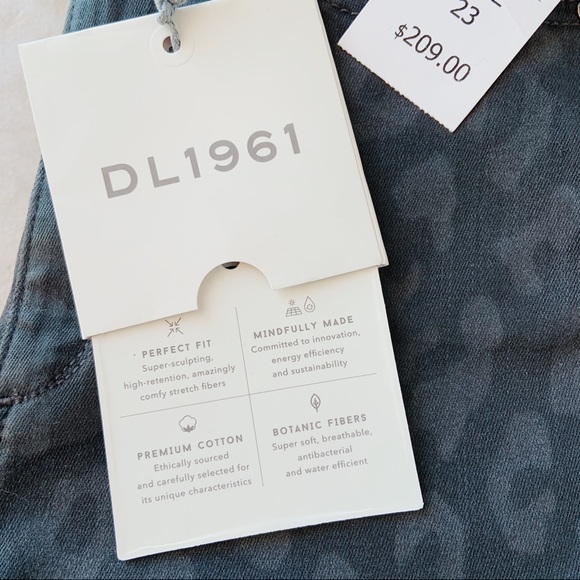 23
$209.00
DL1961
PERFECT FIT
Super-sculpting,
high-retention, amazingly
comfy stretch fibers
MINDFULLY MADE
Committed to innovation,
energy efficiency
and sustainability
PREMIUM COTTON
Ethically sourced
and carefully selected for
its unique characteristics
BOTANIC FIBERS
Super soft, breathable,
antibacterial
and water efficient